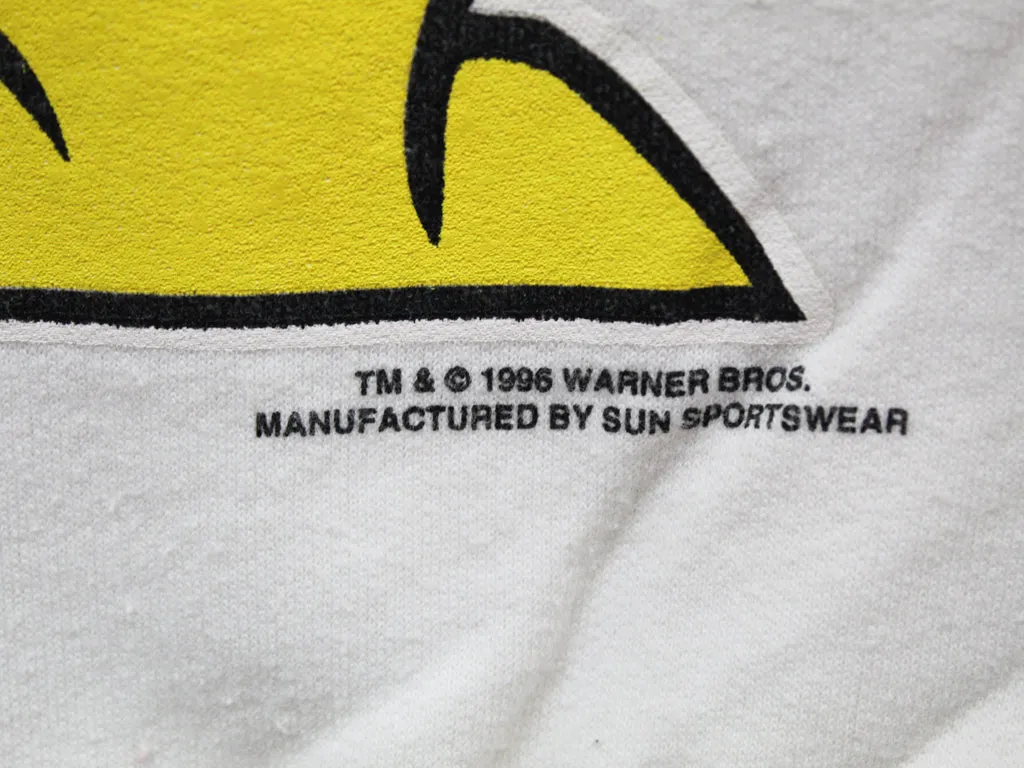 TM & © 1996 WARNER BROS.
MANUFACTURED BY SUN SPORTSWEAR